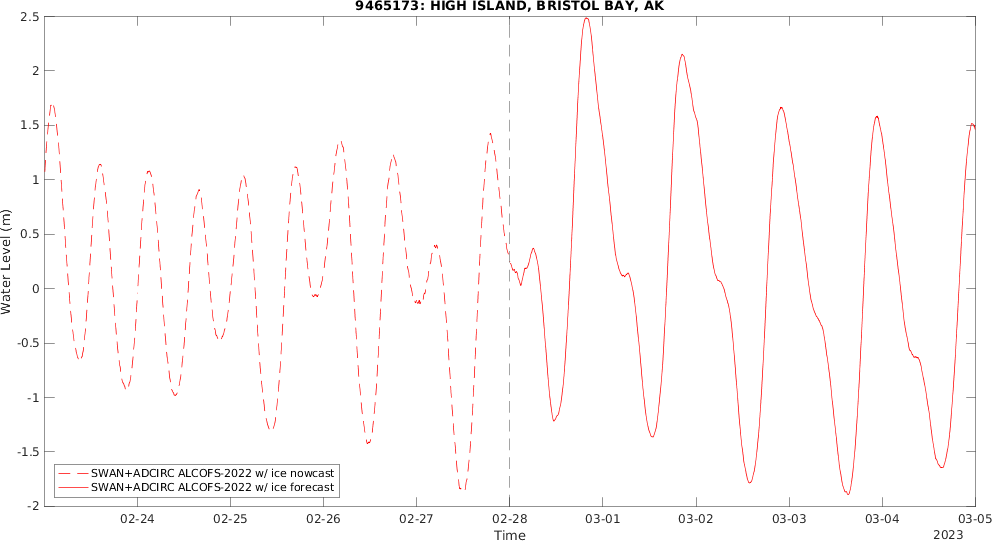 9465173: HIGH ISLAND, BRISTOL BAY, AK
Water Level (m)
2.5
2
1.5
1
0.5
0
-0.5
-1
-1.5
-2
SWAN+ADCIRC ALCOFS-2022 w/ ice nowcast
SWAN+ADCIRC ALCOFS-2022 w/ ice forecast
02-24 02-25 02-26 02-27 02-28 03-01 03-02 03-03 03-04 03-05
Time
2023